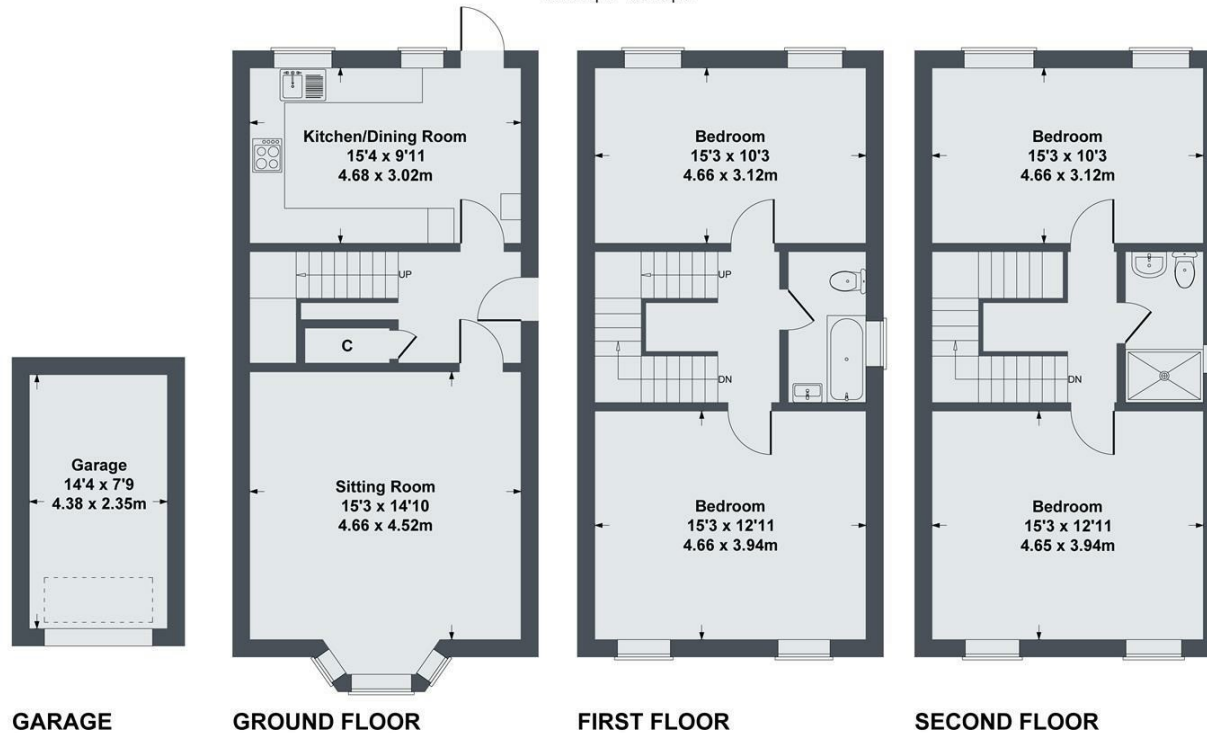 Kitchen/Dining Room
15'4 x 9'11
4.68 x 3.02m
UP
C
Sitting Room
15'3 x 14'10
4.66 x 4.52m
Garage
14'4 x 7'9
4.38 x 2.35m
Bedroom
15'3 x 10'3
4.66 x 3.12m
UP
DN
Bedroom
15'3 x 12'11
4.66 x 3.94m
Bedroom
15'3 x 10'3
4.66 x 3.12m
DN
Bedroom
15'3 x 12'11
4.65 x 3.94m
GARAGE
GROUND FLOOR
FIRST FLOOR
SECOND FLOOR